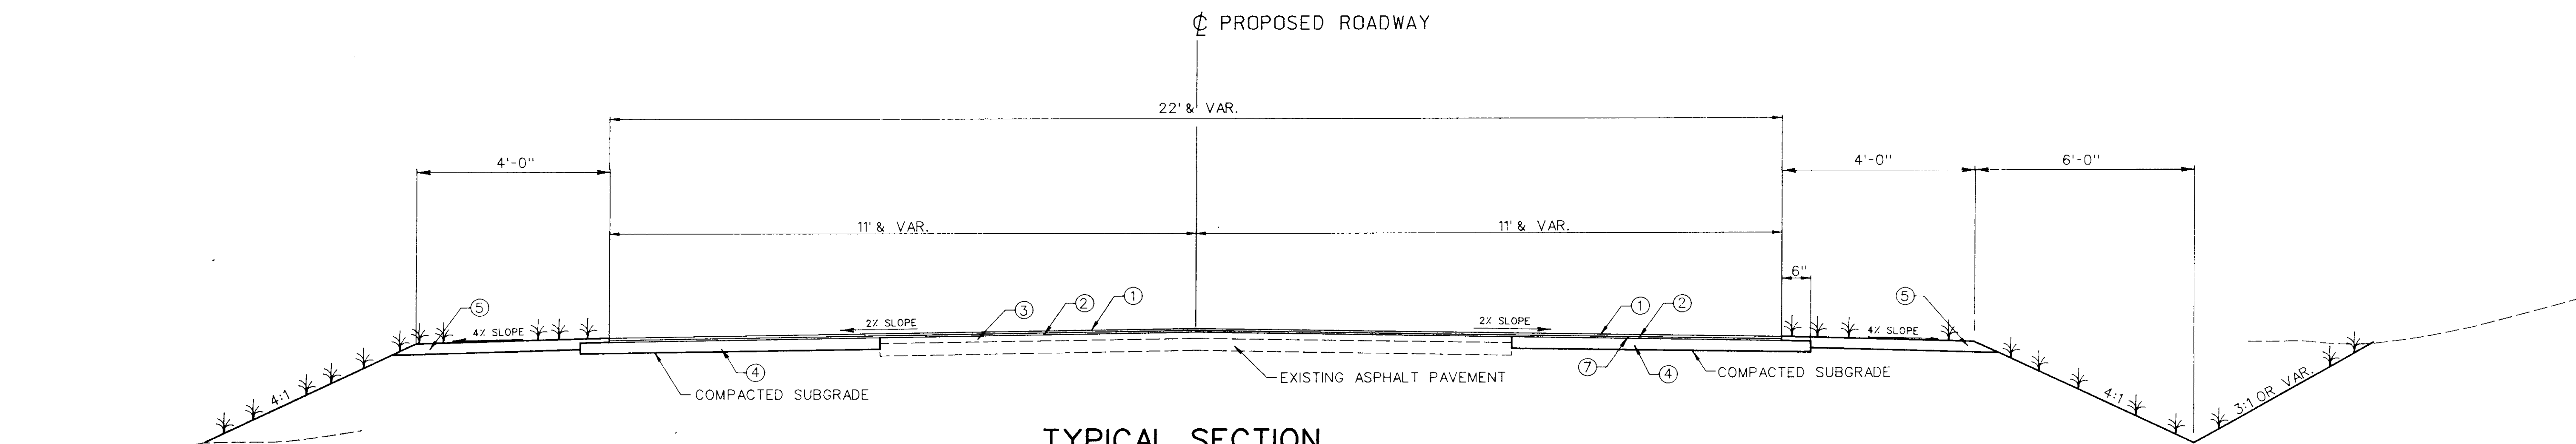 ℄ PROPOSED ROADWAY
22' & VAR.
4'-0"
4'-0"
6'-0"
11' & VAR.
11' & VAR.
6"
5
3
2
1
1
2
5
4% SLOPE
2% SLOPE
2% SLOPE
4% SLOPE
4
7
4
COMPACTED SUBGRADE
EXISTING ASPHALT PAVEMENT
COMPACTED SUBGRADE
4:1
4:1
3:1 OR VAR.
TYPICAL SECTION